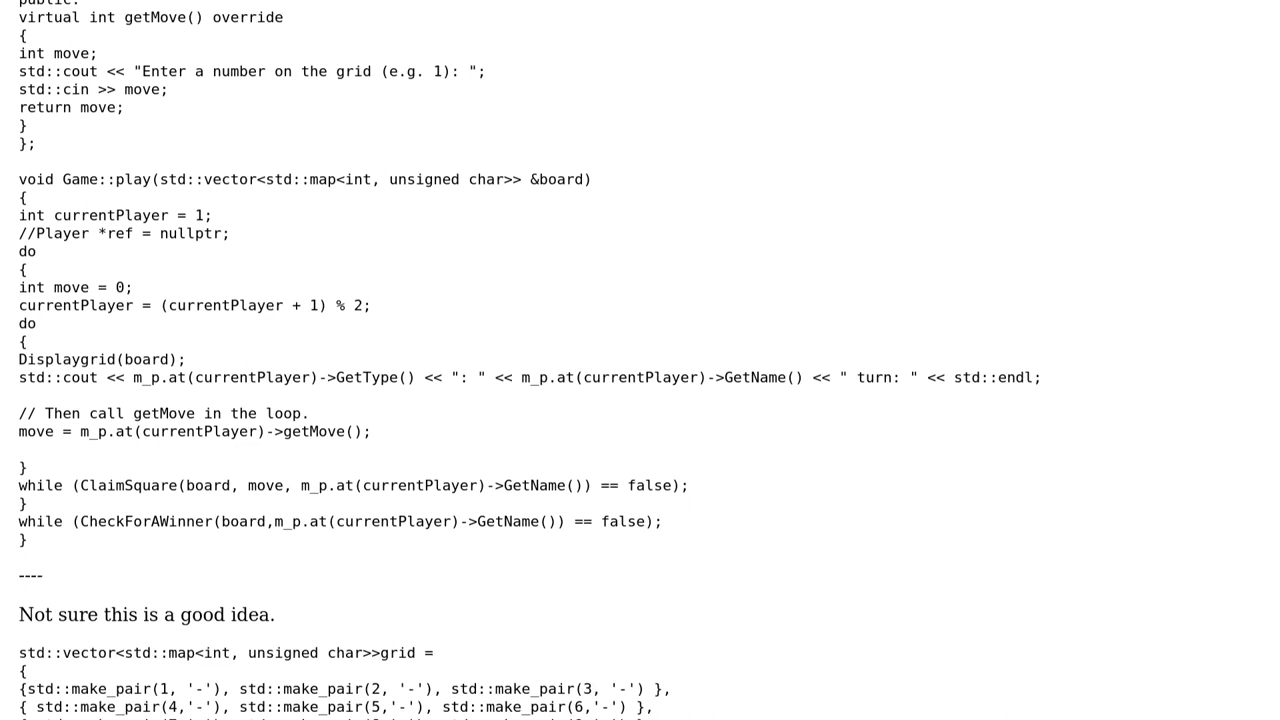 public:
virtual int getMove() override
{
int move;
std::cout << "Enter a number on the grid (e.g. 1): ";
std::cin >> move;
return move;
}
};

void Game::play(std::vector<std::map<int, unsigned char>> &board)
{
int currentPlayer = 1;
//Player *ref = nullptr;
do
{
int move = 0;
currentPlayer = (currentPlayer + 1) % 2;
do
{
Displaygrid(board);
std::cout << m_p.at(currentPlayer)->GetType() << ": " << m_p.at(currentPlayer)->GetName() << " turn: " << std::endl;

// Then call getMove in the loop.
move = m_p.at(currentPlayer)->getMove();

}
while (ClaimSquare(board, move, m_p.at(currentPlayer)->GetName()) == false);
}
while (CheckForAWinner(board,m_p.at(currentPlayer)->GetName()) == false);
}

----

Not sure this is a good idea.

std::vector<std::map<int, unsigned char>>grid =
{
{std::make_pair(1, '-'), std::make_pair(2, '-'), std::make_pair(3, '-') },
{ std::make_pair(4,'-'), std::make_pair(5,'-'), std::make_pair(6,'-') },